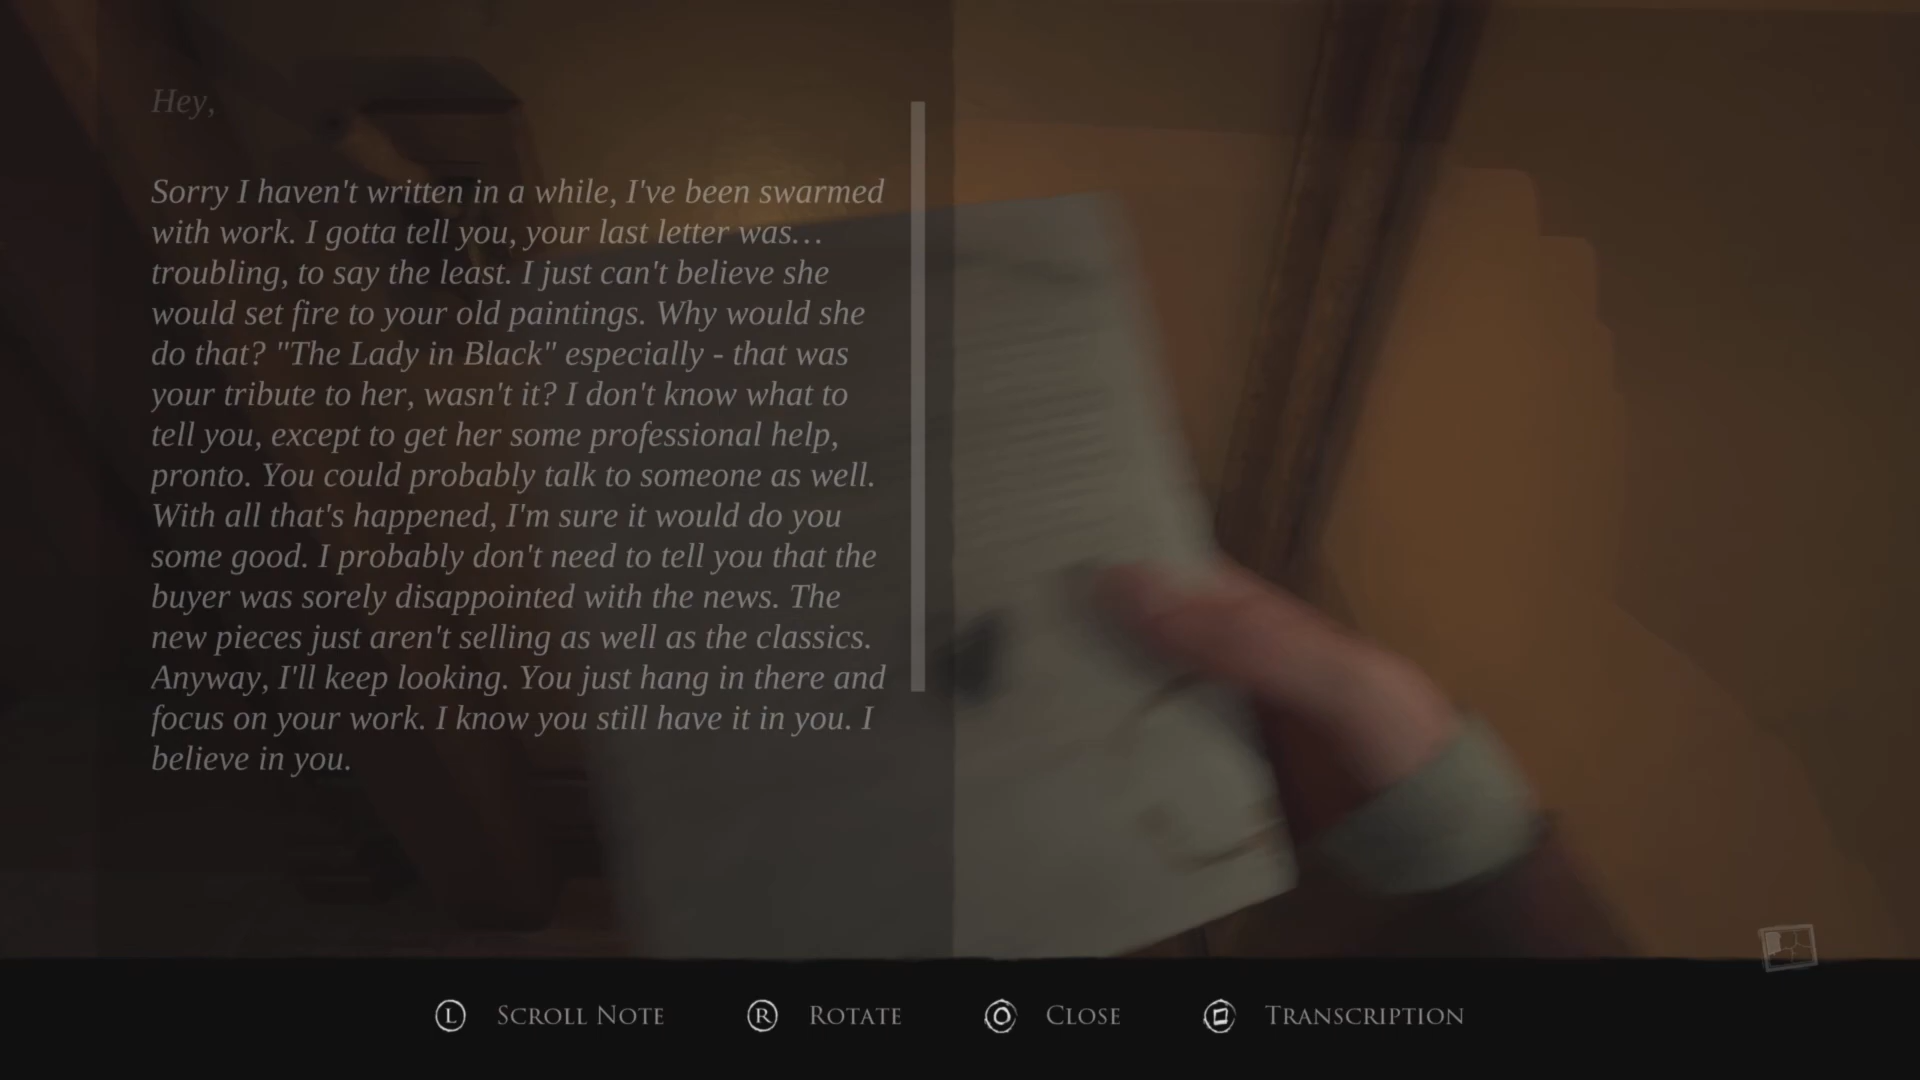 Hey,
Sorry I haven't written in a while, I've been swarmed
with work. I gotta tell you, your last letter was…
troubling, to say the least. I just can't believe she
would set fire to your old paintings. Why would she
do that? "The Lady in Black" especially - that was
your tribute to her, wasn't it? I don't know what to
tell you, except to get her some professional help,
pronto. You could probably talk to someone as well.
With all that's happened, I'm sure it would do you
some good. I probably don't need to tell you that the
buyer was sorely disappointed with the news. The
new pieces just aren't selling as well as the classics.
Anyway, I'll keep looking. You just hang in there and
focus on your work. I know you still have it in you. I
believe in you.
L Scroll Note R Rotate Close Transcription